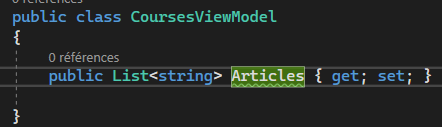 0 références
public class CoursesViewModel
{
0 références
public List<string> Articles { get; set; }
}